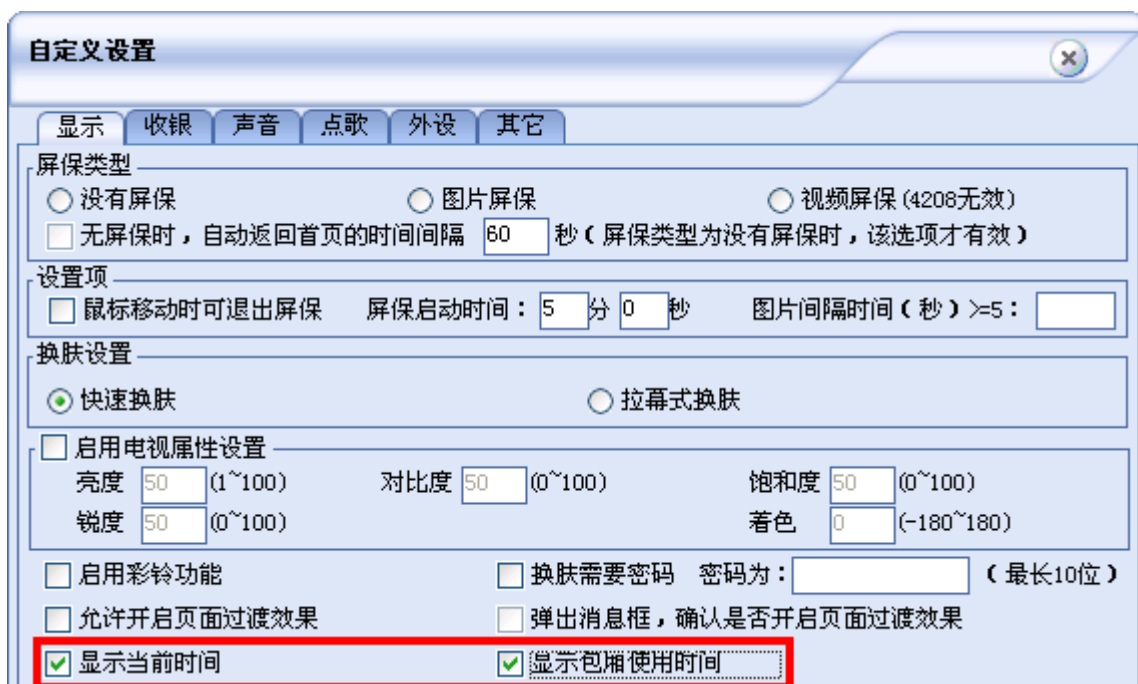 自定义设置
显示 收银 声音 点歌 外设 其它
屏保类型
没有屏保 图片屏保 视频屏保(4208无效)
无屏保时，自动返回首页的时间间隔 60 秒(屏保类型为没有屏保时，该选项才有效)
设置项
鼠标移动时可退出屏保 屏保启动时间：5 分 0 秒 图片间隔时间(秒)>=5：
换肤设置
快速换肤 拉幕式换肤
启用电视属性设置
亮度 50 (1~100) 对比度 50 (0~100) 饱和度 50 (0~100)
锐度 50 (0~100) 着色 0 (-180~180)
启用彩铃功能 换肤需要密码 密码为： (最长10位)
允许开启页面过渡效果 弹出消息框，确认是否开启页面过渡效果
显示当前时间 显示包厢使用时间